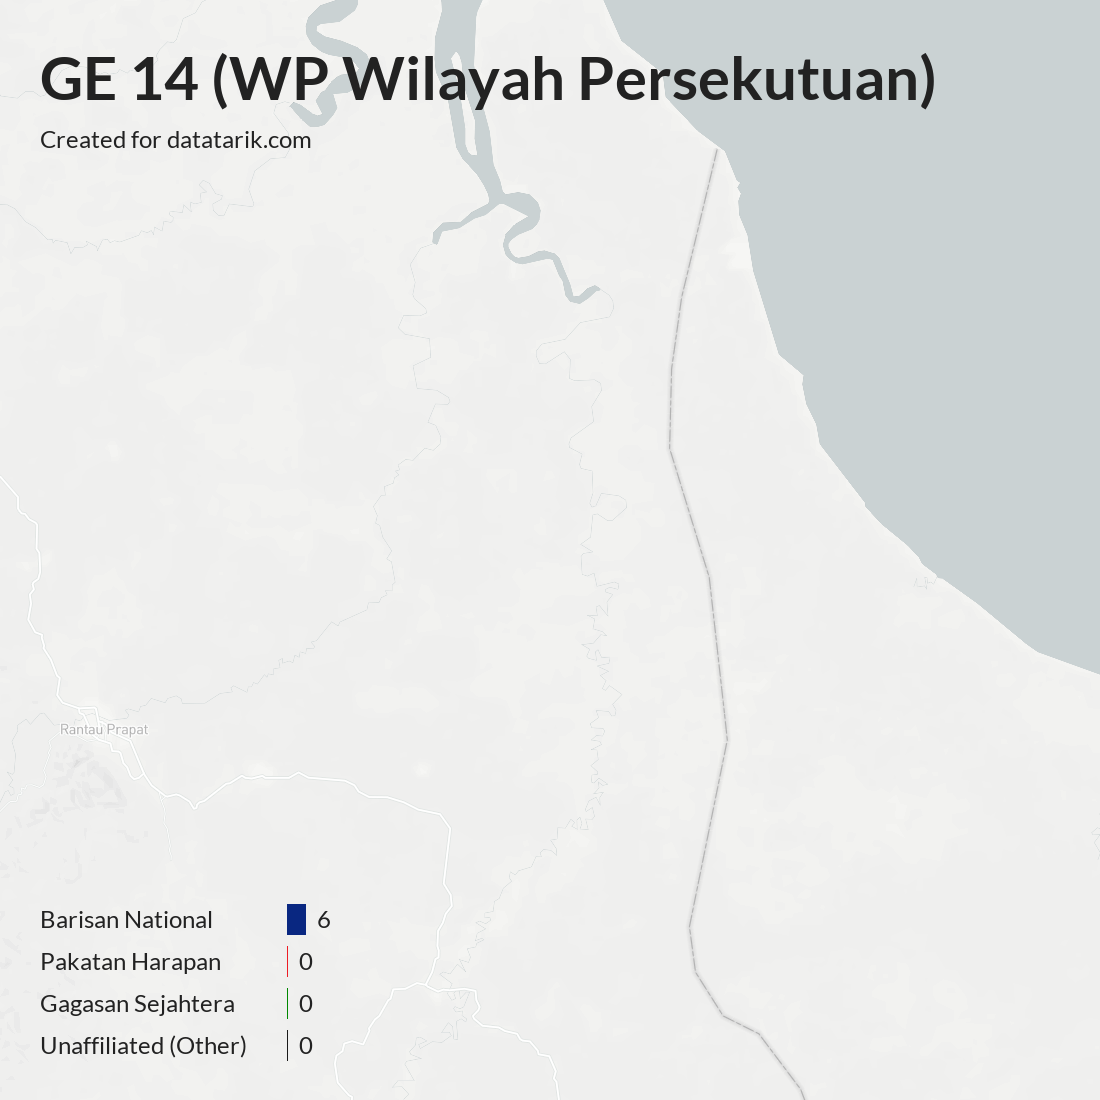 GE 14 (WP Wilayah Persekutuan)
Created for datatarik.com
Rantau Prapat
Barisan National 6
Pakatan Harapan 0
Gagasan Sejahtera 0
Unaffiliated (Other) 0